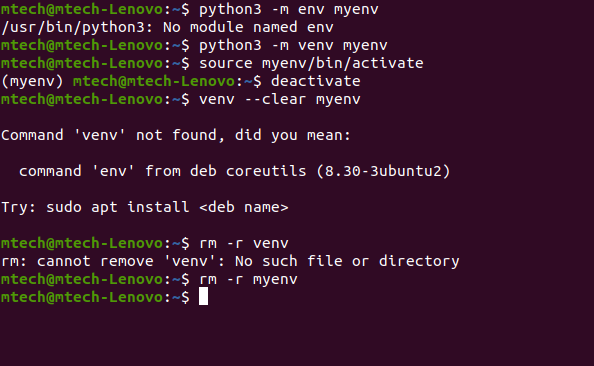 mtech@mtech-Lenovo:~$ python3 -m env myenv
/usr/bin/python3: No module named env
mtech@mtech-Lenovo:~$ python3 -m venv myenv
mtech@mtech-Lenovo:~$ source myenv/bin/activate
(myenv) mtech@mtech-Lenovo:~$ deactivate
mtech@mtech-Lenovo:~$ venv --clear myenv

Command 'venv' not found, did you mean:

  command 'env' from deb coreutils (8.30-3ubuntu2)

Try: sudo apt install <deb name>

mtech@mtech-Lenovo:~$ rm -r venv
rm: cannot remove 'venv': No such file or directory
mtech@mtech-Lenovo:~$ rm -r myenv
mtech@mtech-Lenovo:~$